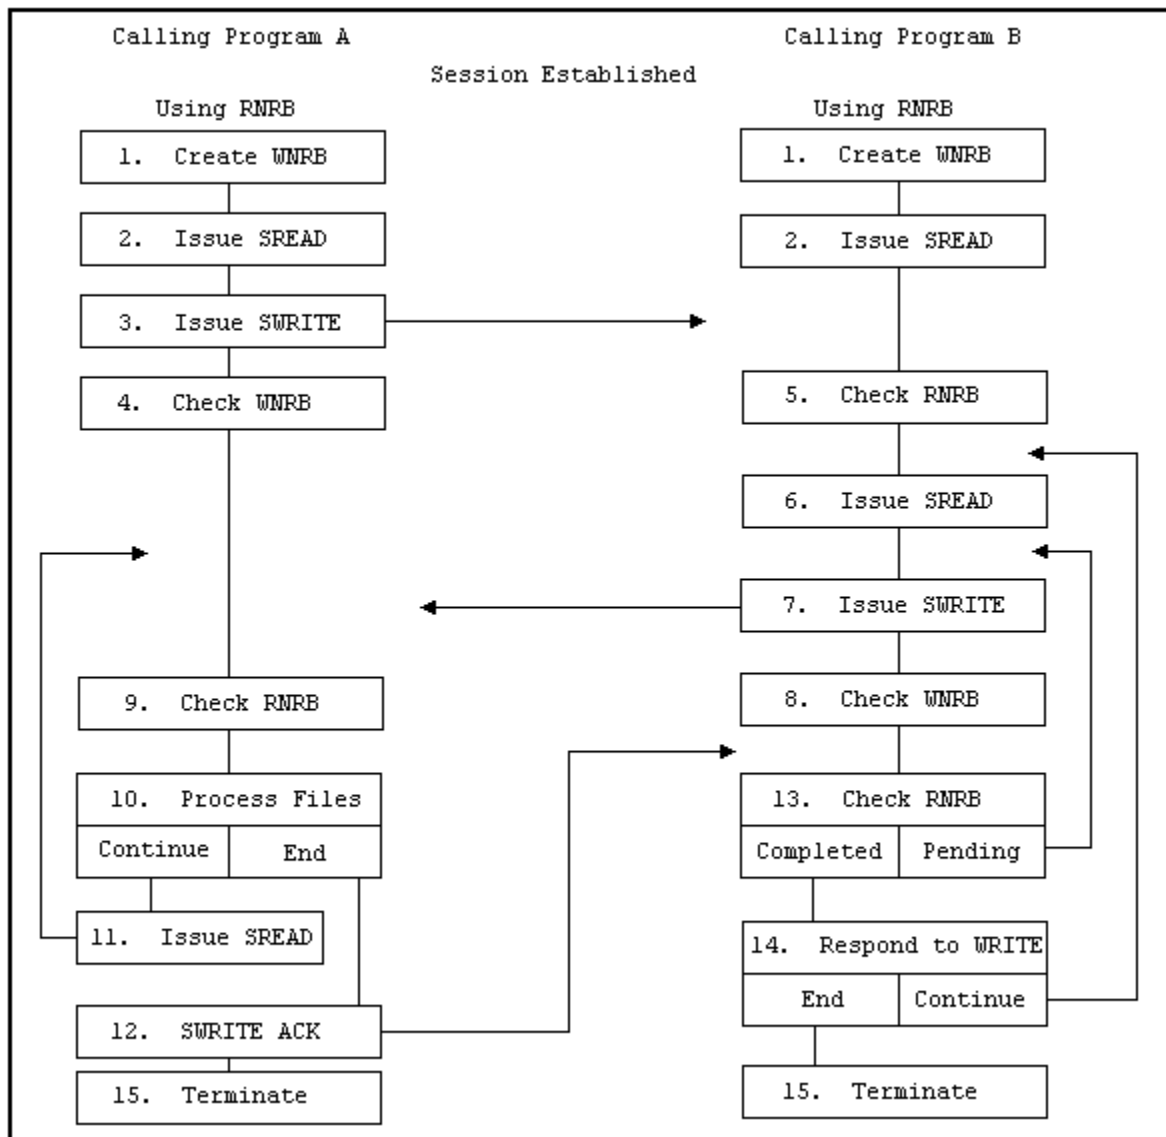 Calling Program A
Calling Program B
Session Established
Using RNRB
Using RNRB
1. Create WNRB
1. Create WNRB
2. Issue SREAD
2. Issue SREAD
3. Issue SWRITE
4. Check WNRB
5. Check RNRB
6. Issue SREAD
7. Issue SWRITE
9. Check RNRB
8. Check WNRB
10. Process Files
Continue
End
13. Check RNRB
Completed
Pending
11. Issue SREAD
14. Respond to WRITE
End
Continue
12. SWRITE ACK
15. Terminate
15. Terminate